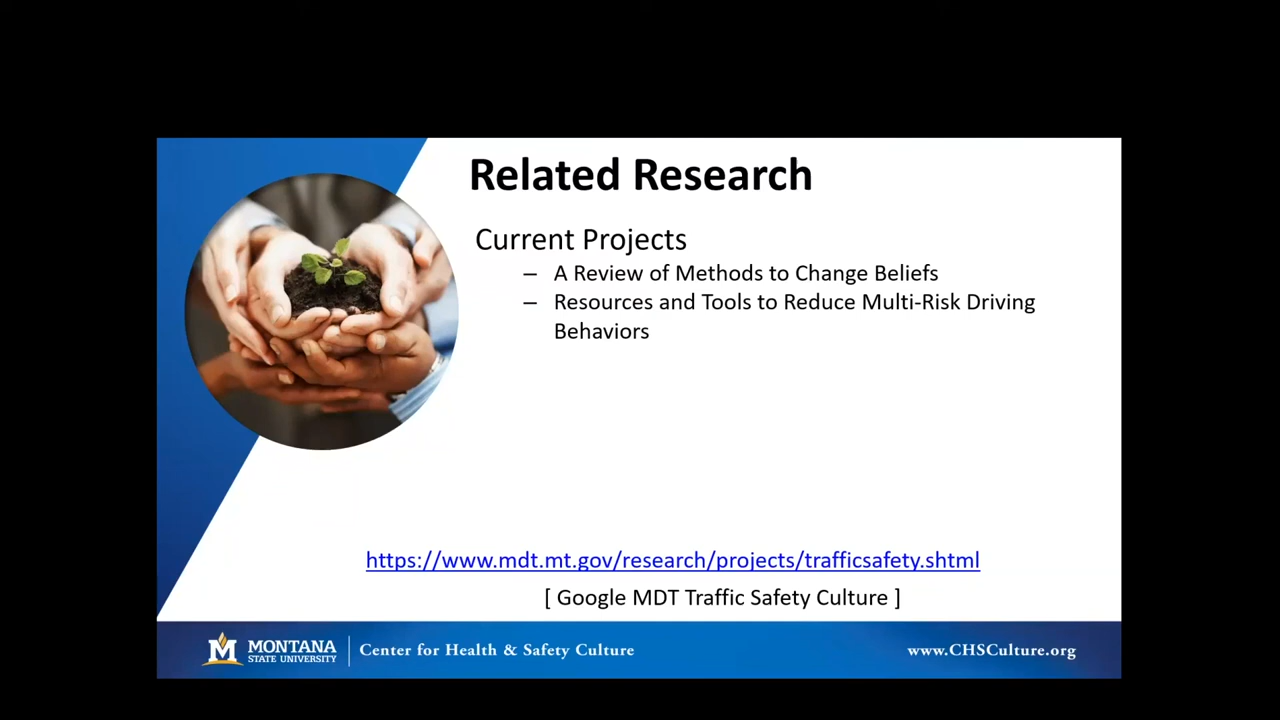 Related Research
Current Projects
– A Review of Methods to Change Beliefs
– Resources and Tools to Reduce Multi-Risk Driving
Behaviors
https://www.mdt.mt.gov/research/projects/trafficsafety.shtml
[ Google MDT Traffic Safety Culture ]
M MONTANA
STATE UNIVERSITY
Center for Health & Safety Culture
www.CHSCulture.org